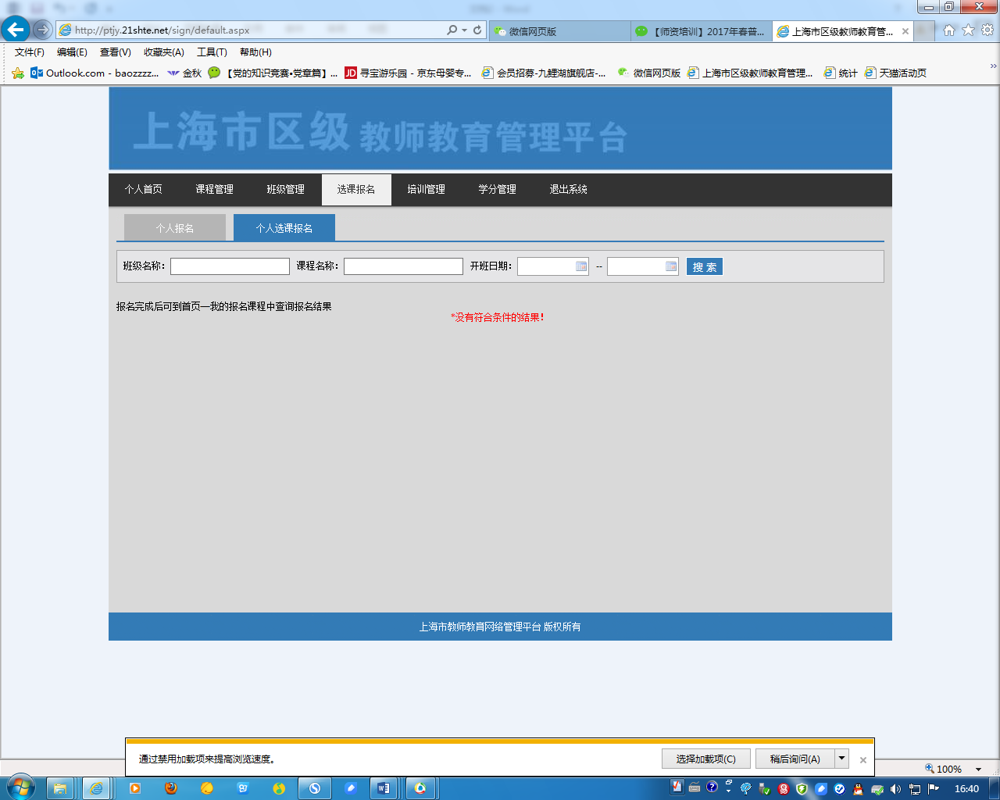 http://ptjy.21shte.net/sign/default.aspx
微信网页版
【师资培训】2017年春普...
上海市区级教师教育管...
文件(F) 编辑(E) 查看(V) 收藏夹(A) 工具(T) 帮助(H)
Outlook.com - baozzzz... 金秋 【党的知识竞赛•党章篇】... 寻宝游乐园 - 京东母婴专... 会员招募-九鲤湖旗舰店-... 微信网页版 上海市区级教师教育管理... 统计 天猫活动页
上海市区级 教师教育管理平台
个人首页 课程管理 班级管理 选课报名 培训管理 学分管理 退出系统
个人报名 个人选课报名
班级名称: 课程名称: 开班日期: -- 搜 索
报名完成后可到首页—我的报名课程中查询报名结果
*没有符合条件的结果!
上海市教师教育网络管理平台 版权所有
通过禁用加载项来提高浏览速度。 选择加载项(C) 稍后询问(A)
100%
16:40